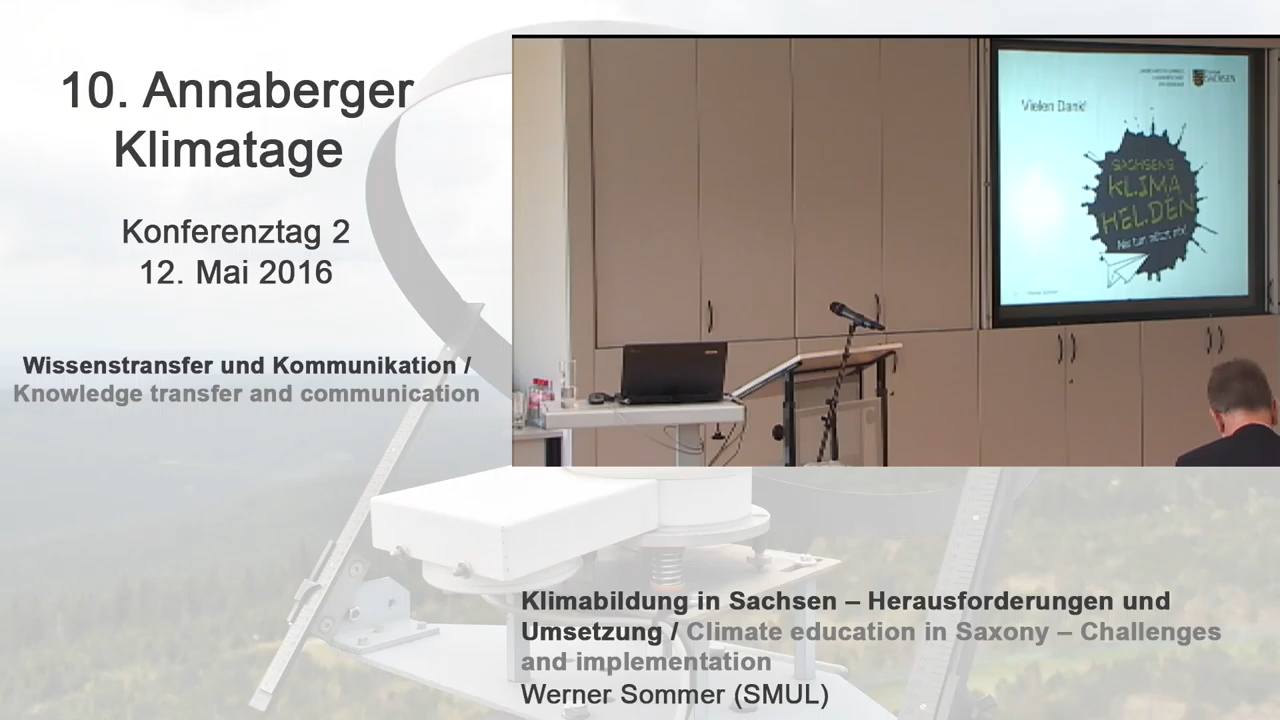 10. Annaberger
Klimatage
Konferenztag 2
12. Mai 2016
Wissenstransfer und Kommunikation /
Knowledge transfer and communication
SACHSEN
Vielen Dank!
SACHSENS
KLIMA
HELDEN
Klimabildung in Sachsen – Herausforderungen und
Umsetzung / Climate education in Saxony – Challenges
and implementation
Werner Sommer (SMUL)